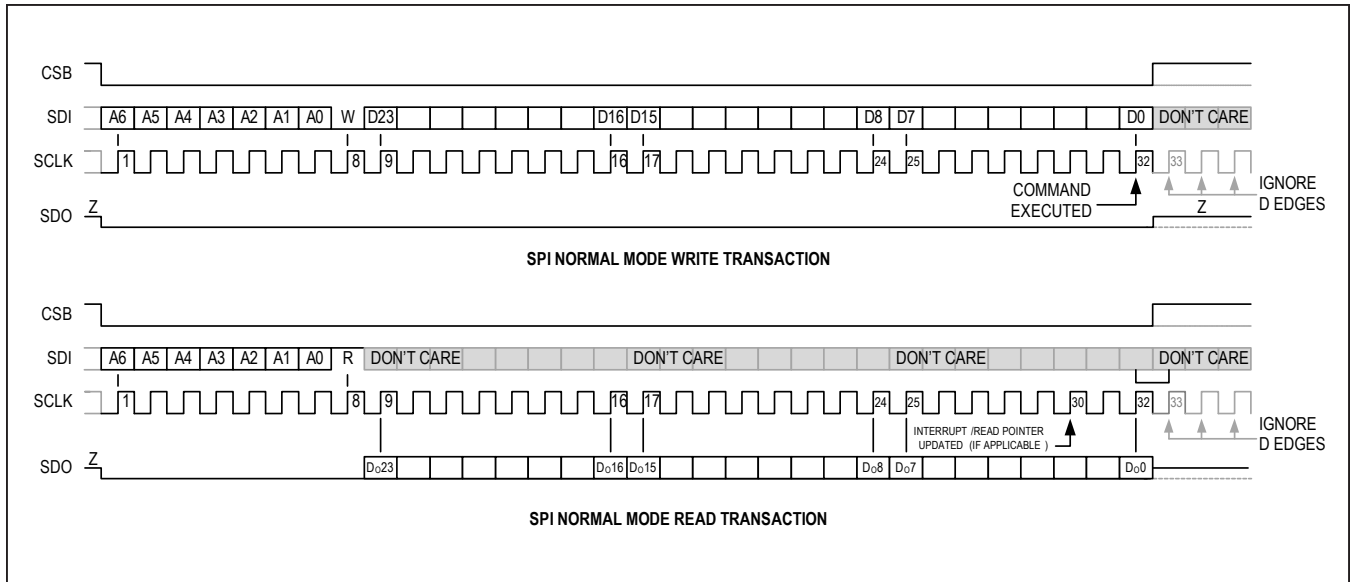 CSB
SDI A6 A5 A4 A3 A2 A1 A0 W D23 D16 D15 D8 D7 D0 DON'T CARE
SCLK 1 8 9 16 17 24 25 32 33
COMMAND
EXECUTED
IGNORE
D EDGES
SDO Z Z
SPI NORMAL MODE WRITE TRANSACTION
CSB
SDI A6 A5 A4 A3 A2 A1 A0 R DON'T CARE DON'T CARE DON'T CARE DON'T CARE
SCLK 1 8 9 16 17 24 25 30 32 33
INTERRUPT /READ POINTER
UPDATED (IF APPLICABLE )
IGNORE
D EDGES
SDO Z Do23 Do16 Do15 Do8 Do7 Do0
SPI NORMAL MODE READ TRANSACTION